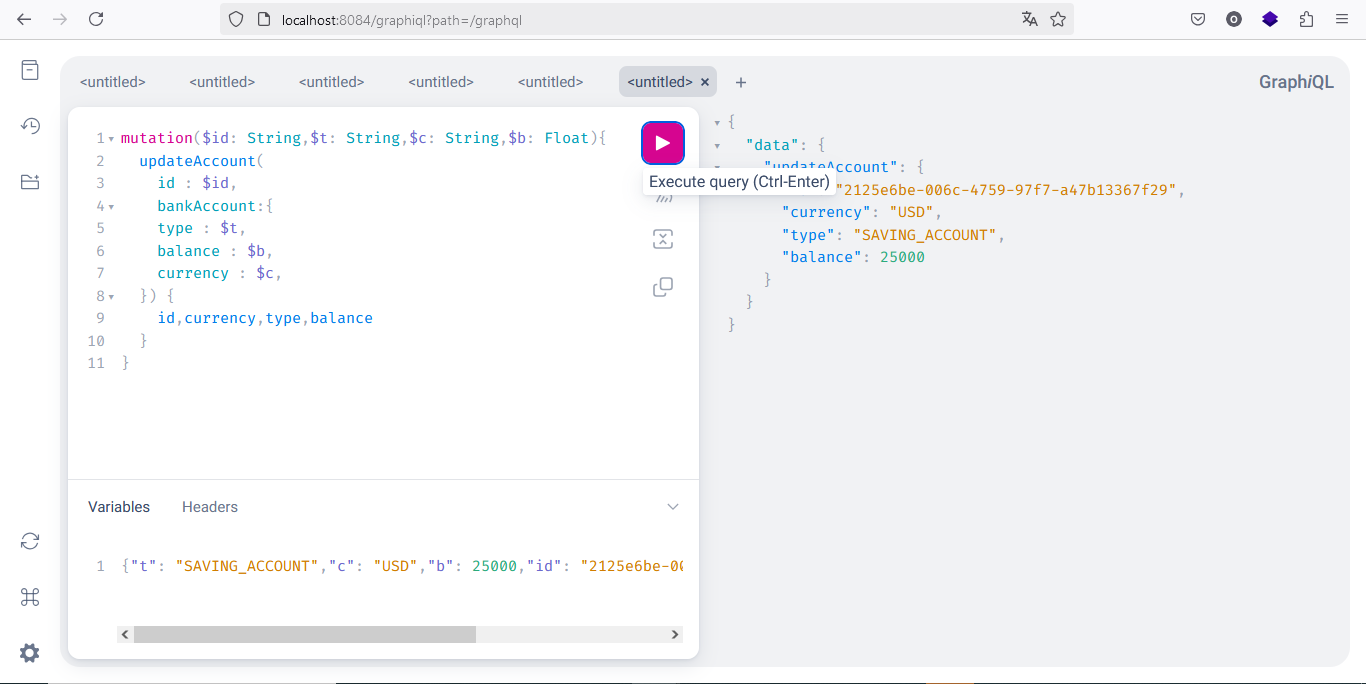 localhost:8084/graphiql?path=/graphql
<untitled> <untitled> <untitled> <untitled> <untitled> <untitled> × + GraphiQL
1 mutation($id: String,$t: String,$c: String,$b: Float){
2 updateAccount(
3 id : $id,
4 bankAccount:{
5 type : $t,
6 balance : $b,
7 currency : $c,
8 }) {
9 id,currency,type,balance
10 }
11 }
Execute query (Ctrl-Enter)
{
"data": {
"updateAccount": {
"2125e6be-006c-4759-97f7-a47b13367f29",
"currency": "USD",
"type": "SAVING_ACCOUNT",
"balance": 25000
}
}
}
Variables Headers
1 {"t": "SAVING_ACCOUNT","c": "USD","b": 25000,"id": "2125e6be-00